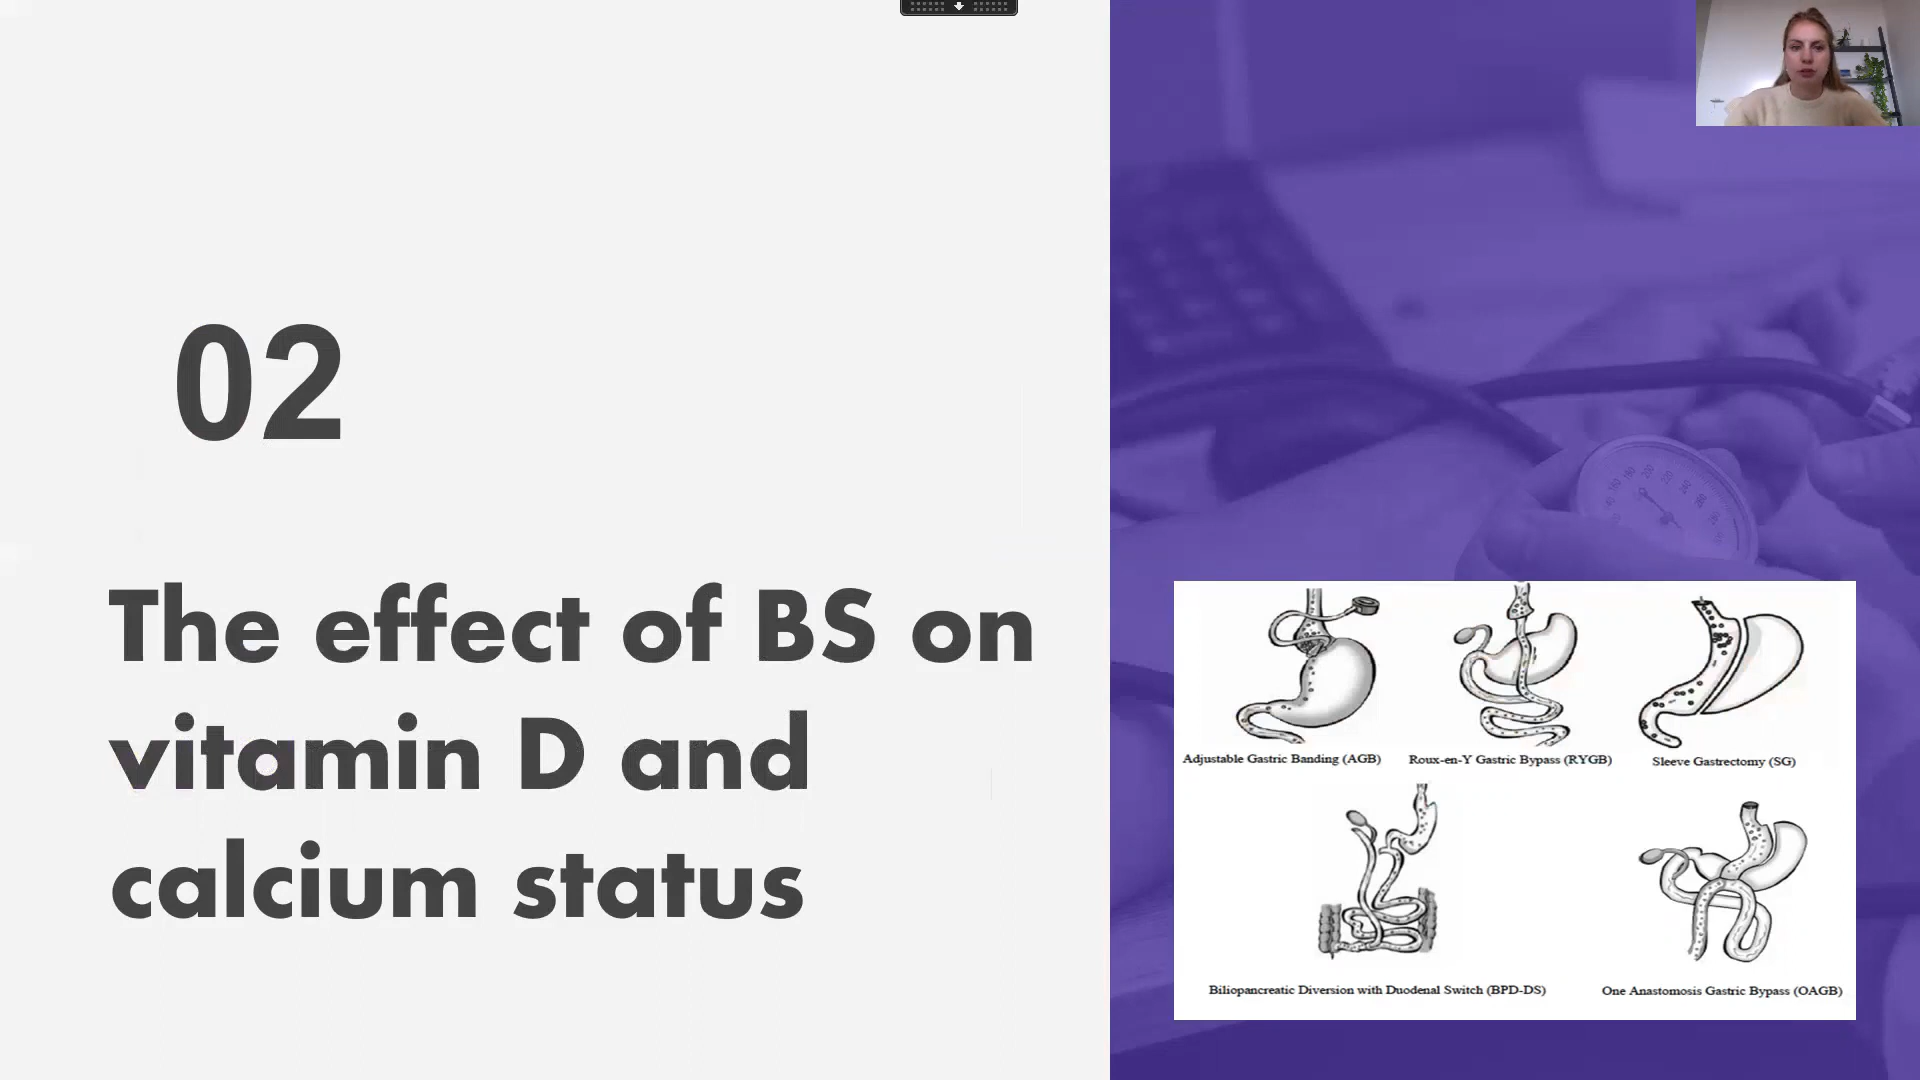 02
The effect of BS on
vitamin D and
calcium status
Adjustable Gastric Banding (AGB)
Roux-en-Y Gastric Bypass (RYGB)
Sleeve Gastrectomy (SG)
Biliopancreatic Diversion with Duodenal Switch (BPD-DS)
One Anastomosis Gastric Bypass (OAGB)